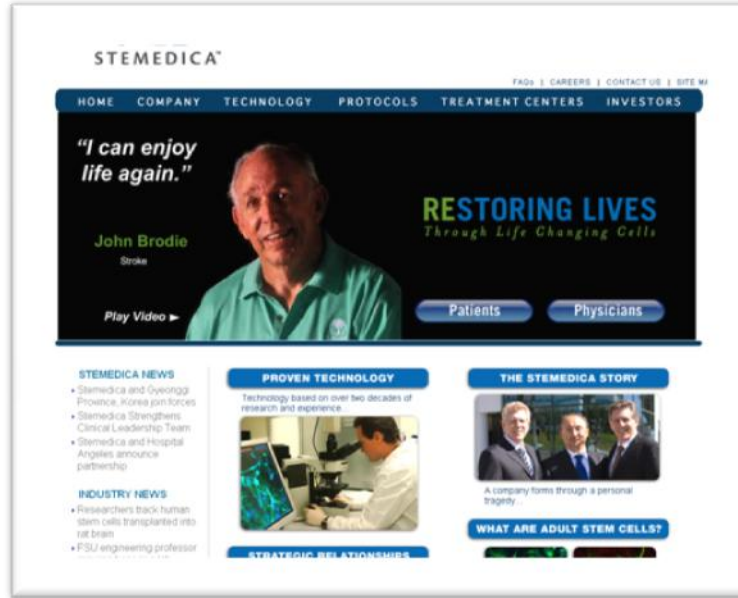 STEMEDICA™
FAQs | CAREERS | CONTACT US | SITE MA
HOME COMPANY TECHNOLOGY PROTOCOLS TREATMENT CENTERS INVESTORS
"I can enjoy
life again."
John Brodie
Stroke
Play Video ►
RESTORING LIVES
Through Life Changing Cells
Patients Physicians
STEMEDICA NEWS
Stemedica and Gyeonggi
Province, Korea join forces
Stemedica Strengthens
Clinical Leadership Team
Stemedica and Hospital
Angelies announce
partnership
INDUSTRY NEWS
Researchers track human
stem cells transplanted into
rat brain
FSU engineering professor
PROVEN TECHNOLOGY
Technology based on over two decades of
research and experience...
STRATEGIC RELATIONSHIPS
THE STEMEDICA STORY
A company forms through a personal
tragedy...
WHAT ARE ADULT STEM CELLS?